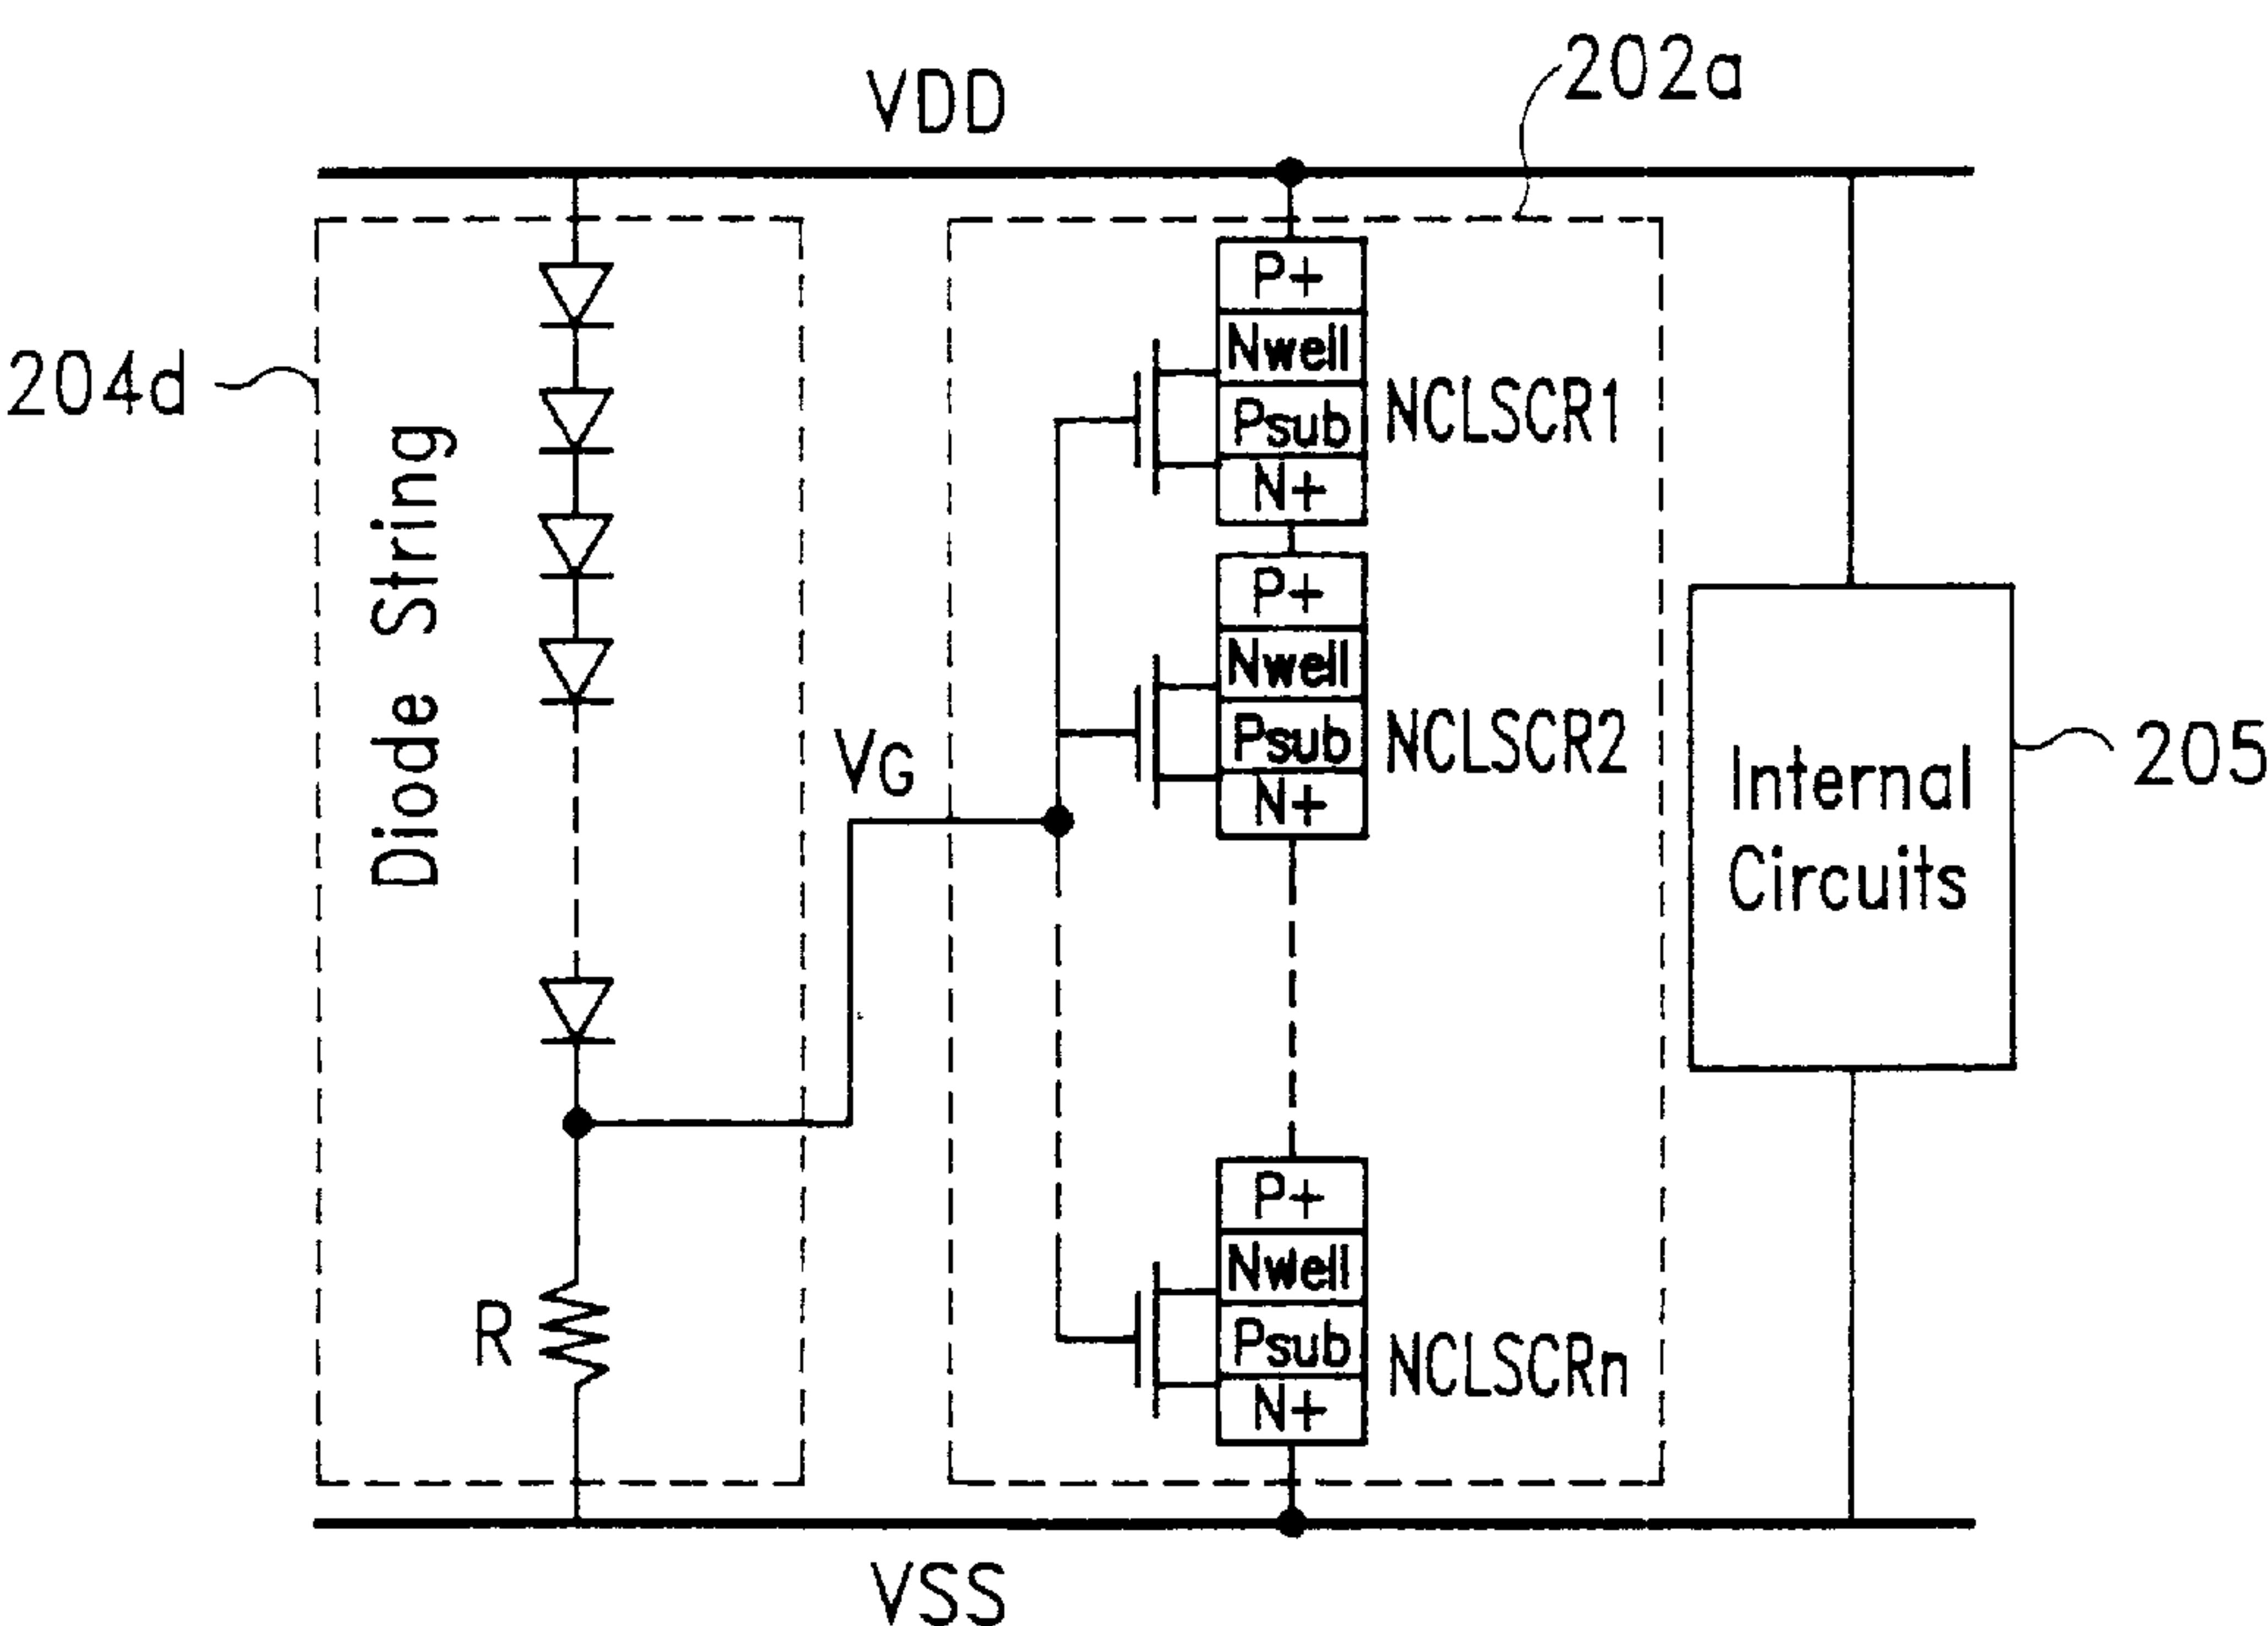 202a
VDD
204d
Diode String
P+
Nwell
Psub
N+
NCLSCR1
P+
Nwell
Psub
N+
NCLSCR2
VG
Internal
Circuits
205
P+
Nwell
Psub
N+
NCLSCRn
R
VSS